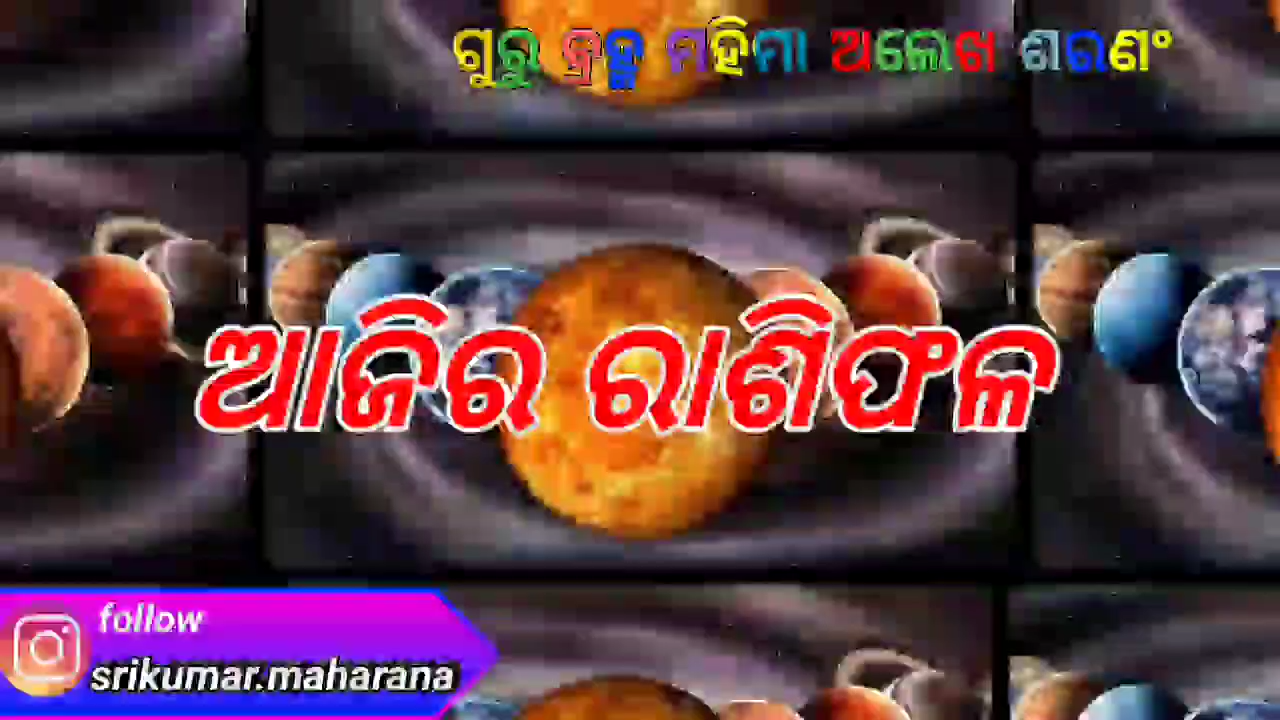 ଗୁରୁ ବ୍ରହ୍ମ ମହିମା ଅଲେଖ ଶରଣଂ
ଆଜିର ରାଶିଫଳ
follow
srikumar.maharana